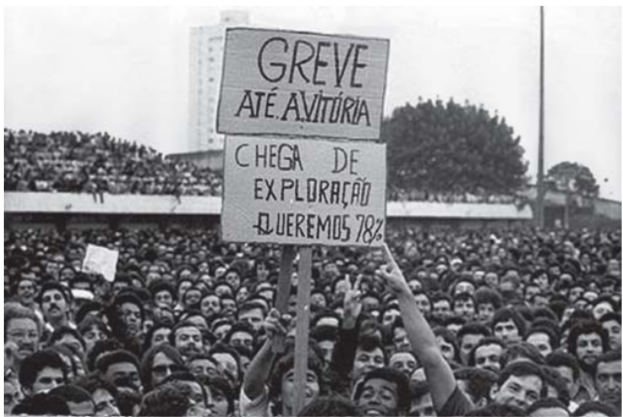 GREVE
ATÉ A VITÓRIA
CHEGA DE
EXPLORAÇÃO
QUEREMOS 78%